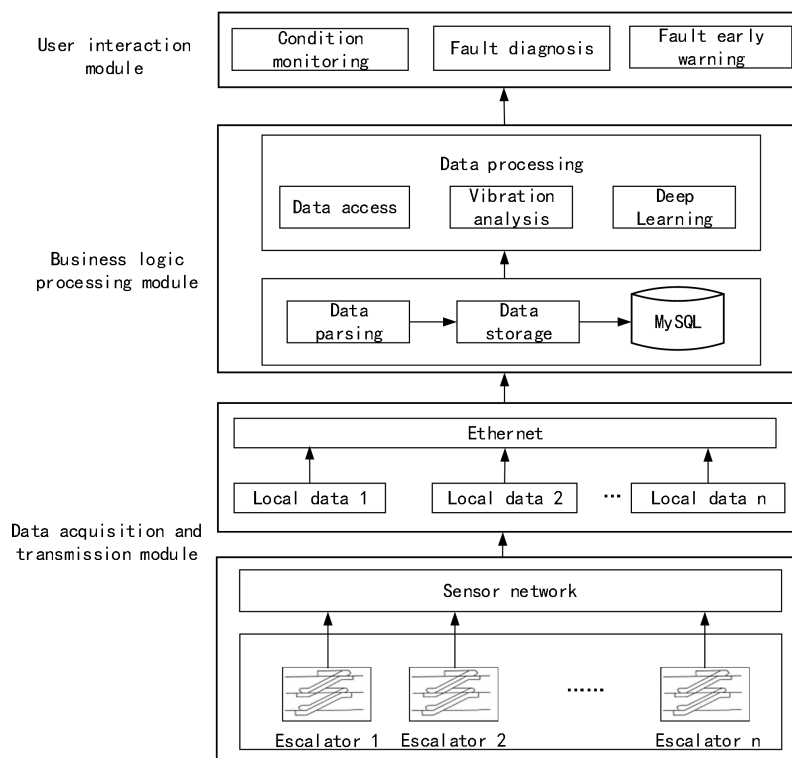 User interaction
module
Condition
monitoring
Fault diagnosis
Fault early
warning
Business logic
processing module
Data processing
Data access
Vibration
analysis
Deep
Learning
Data
parsing
Data
storage
MySQL
Data acquisition and
transmission module
Ethernet
Local data 1
Local data 2
...
Local data n
Sensor network
......
Escalator 1
Escalator 2
Escalator n